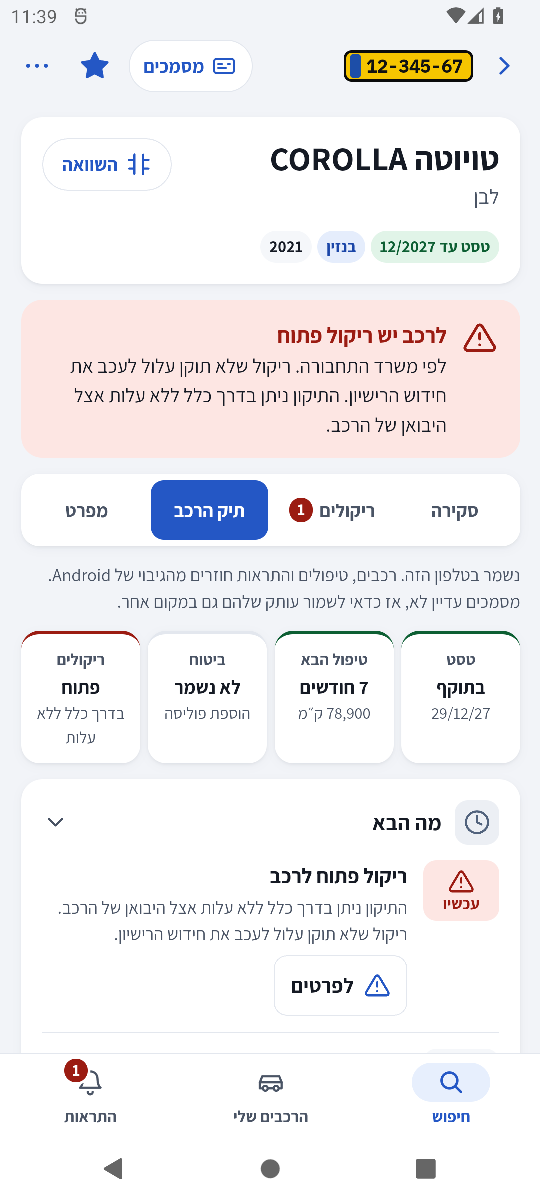 11:39
מסמכים
12-345-67
טויוטה COROLLA
השוואה
לבן
טסט עד 12/2027
בנזין
2021
לרכב יש ריקול פתוח
לפי משרד התחבורה. ריקול שלא תוקן עלול לעכב את
חידוש הרישיון. התיקון ניתן בדרך כלל ללא עלות אצל
היבואן של הרכב.
סקירה
ריקולים 1
תיק הרכב
מפרט
נשמר בטלפון הזה. רכבים, טיפולים והתראות חוזרים מהגיבוי של Android.
מסמכים עדיין לא, אז כדאי לשמור עותק שלהם גם במקום אחר.
טסט
בתוקף
29/12/27
טיפול הבא
7 חודשים
78,900 ק״מ
ביטוח
לא נשמר
הוספת פוליסה
ריקולים
פתוח
בדרך כלל ללא
עלות
מה הבא
עכשיו
ריקול פתוח לרכב
התיקון ניתן בדרך כלל ללא עלות אצל היבואן של הרכב.
ריקול שלא תוקן עלול לעכב את חידוש הרישיון.
לפרטים
חיפוש
הרכבים שלי
1
התראות